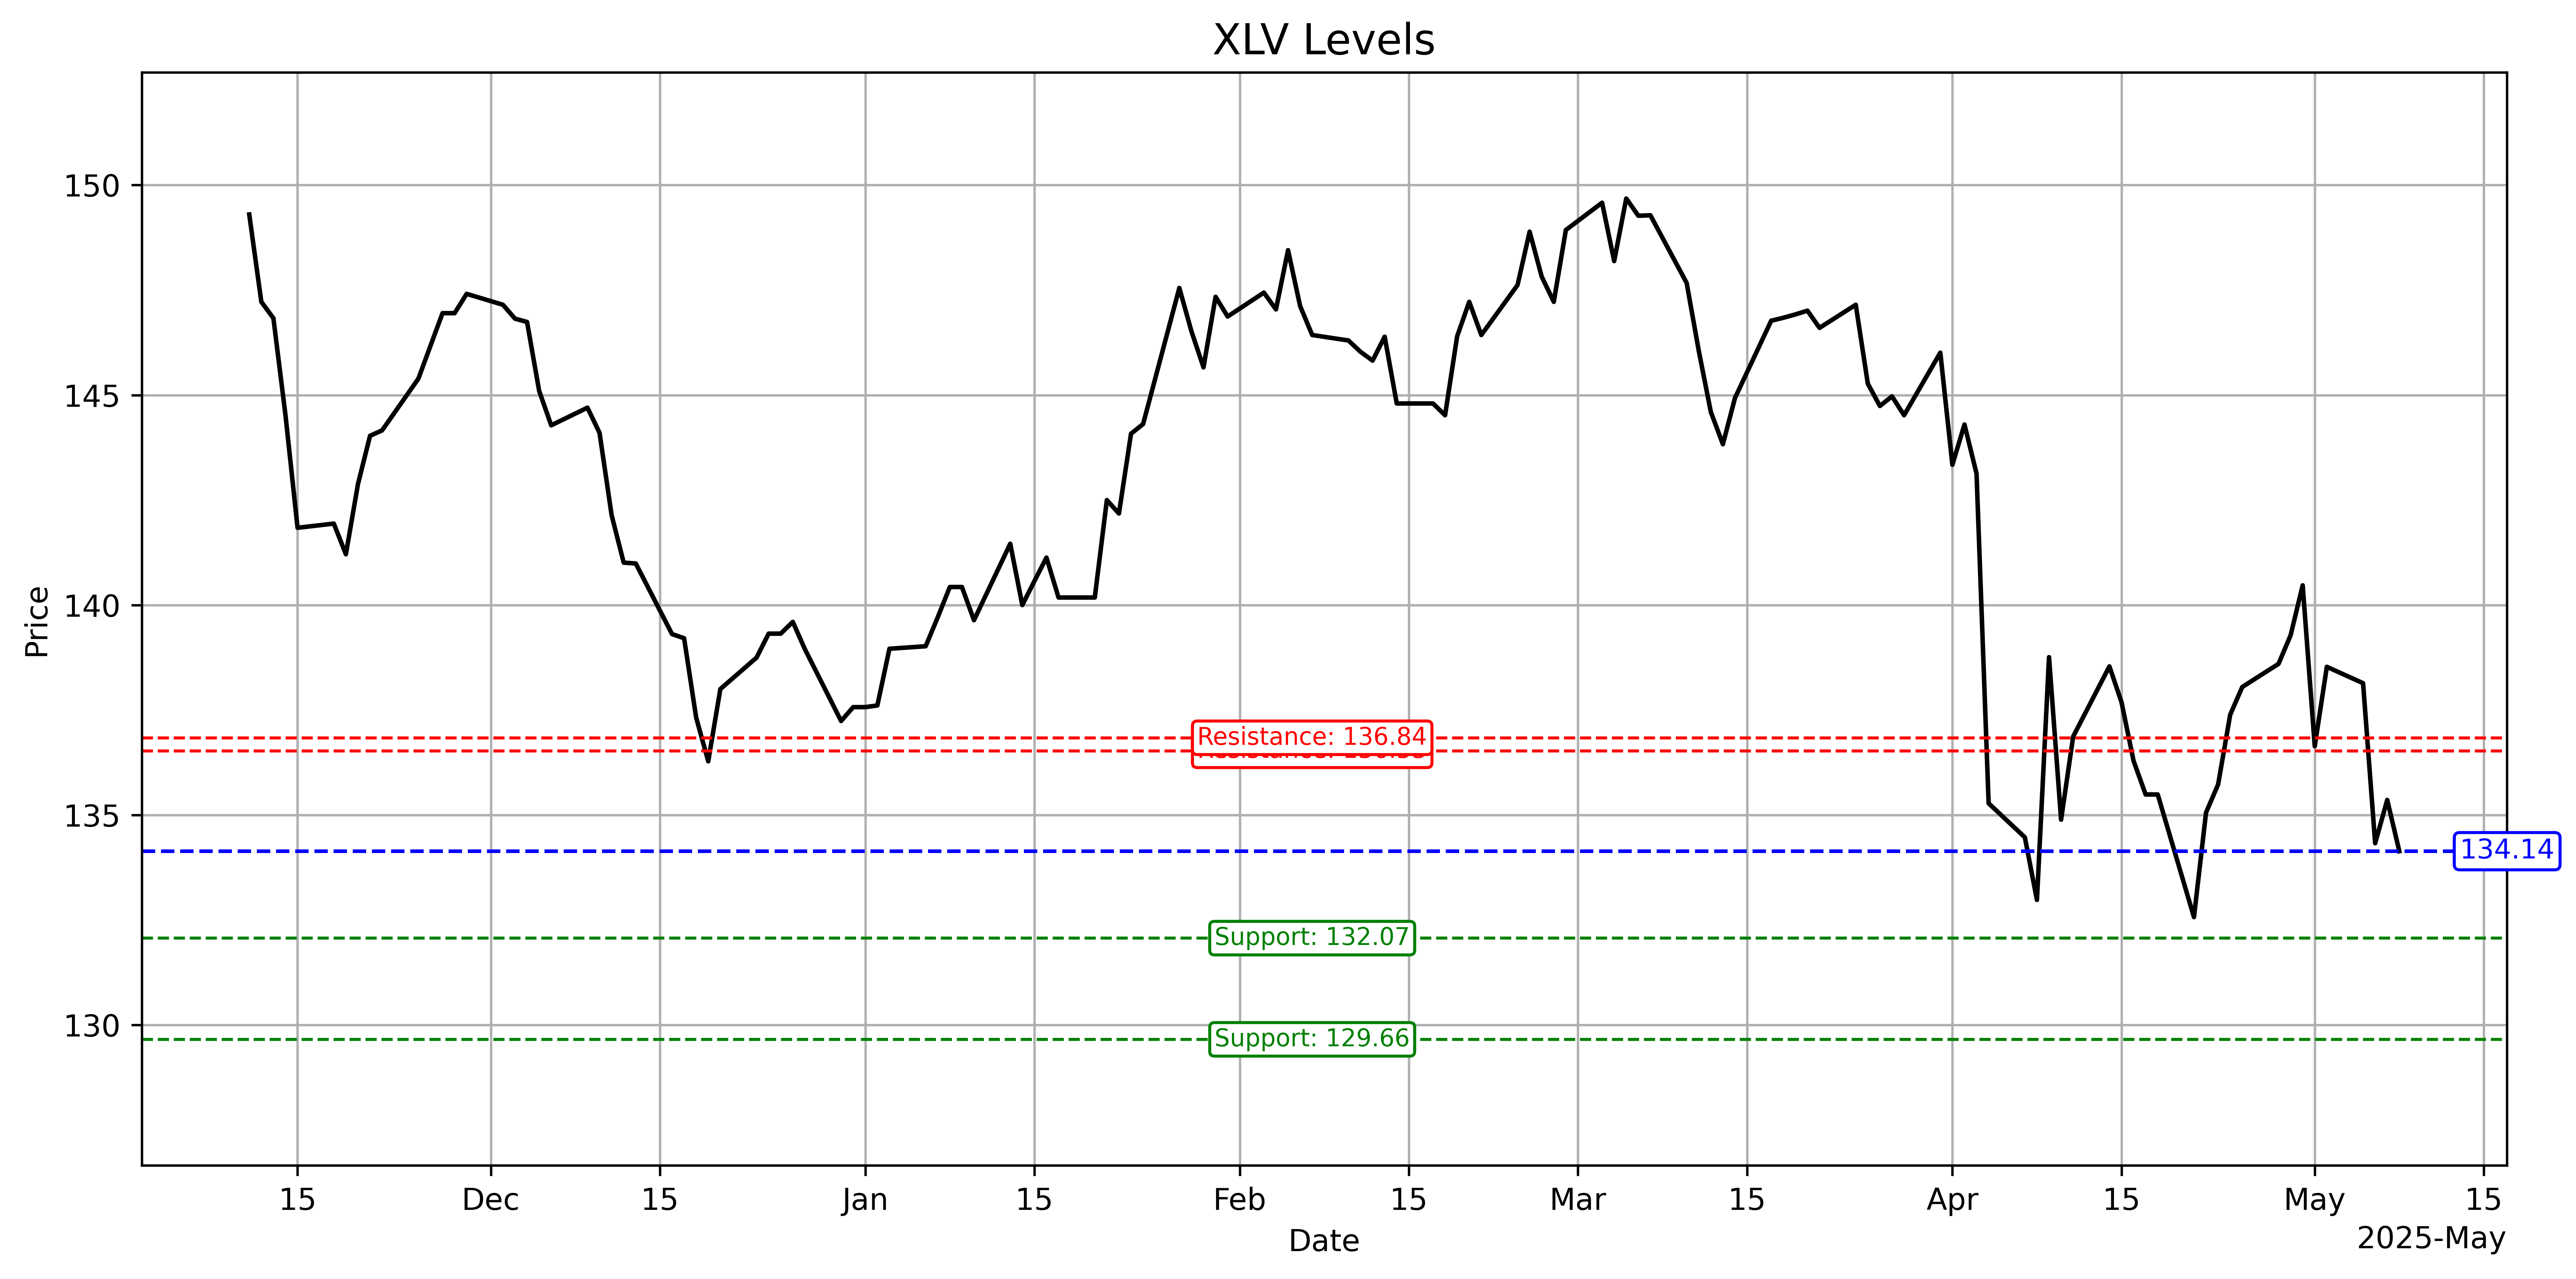 XLV Levels
Price
150
145
140
135
130
Resistance: 136.84
134.14
Support: 132.07
Support: 129.66
15
Dec
15
Jan
15
Feb
15
Mar
15
Apr
15
May
15
Date
2025-May